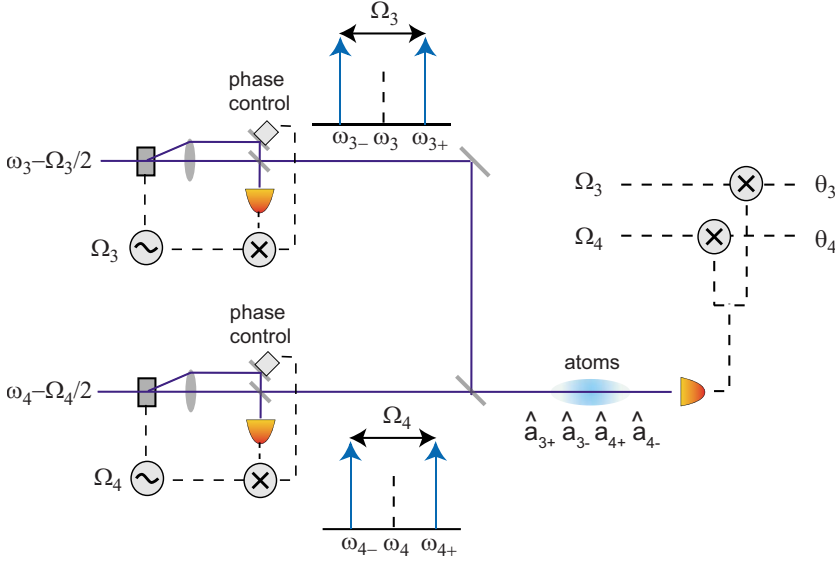 Ω₃
phase
control
ω₃₋ ω₃ ω₃₊
ω₃–Ω₃/2
Ω₃
Ω₃ θ₃
Ω₄ θ₄
phase
control
ω₄–Ω₄/2
atoms
Ω₄
â₃₊ â₃₋ â₄₊ â₄₋
Ω₄
ω₄₋ ω₄ ω₄₊